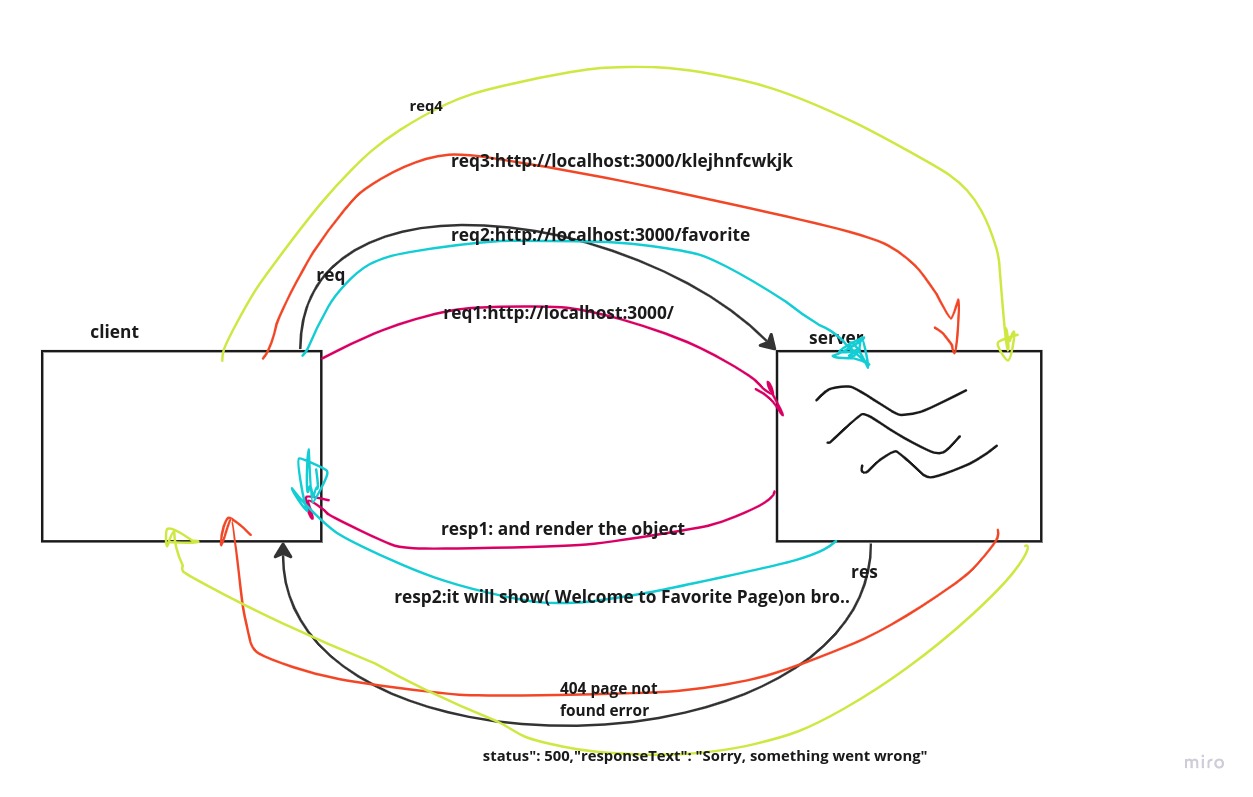 req4
req3:http://localhost:3000/klejhnfcwkjk
req2:http://localhost:3000/favorite
req
req1:http://localhost:3000/
client
server
resp1: and render the object
res
resp2:it will show( Welcome to Favorite Page)on bro..
404 page not
found error
status": 500,"responseText": "Sorry, something went wrong"
miro